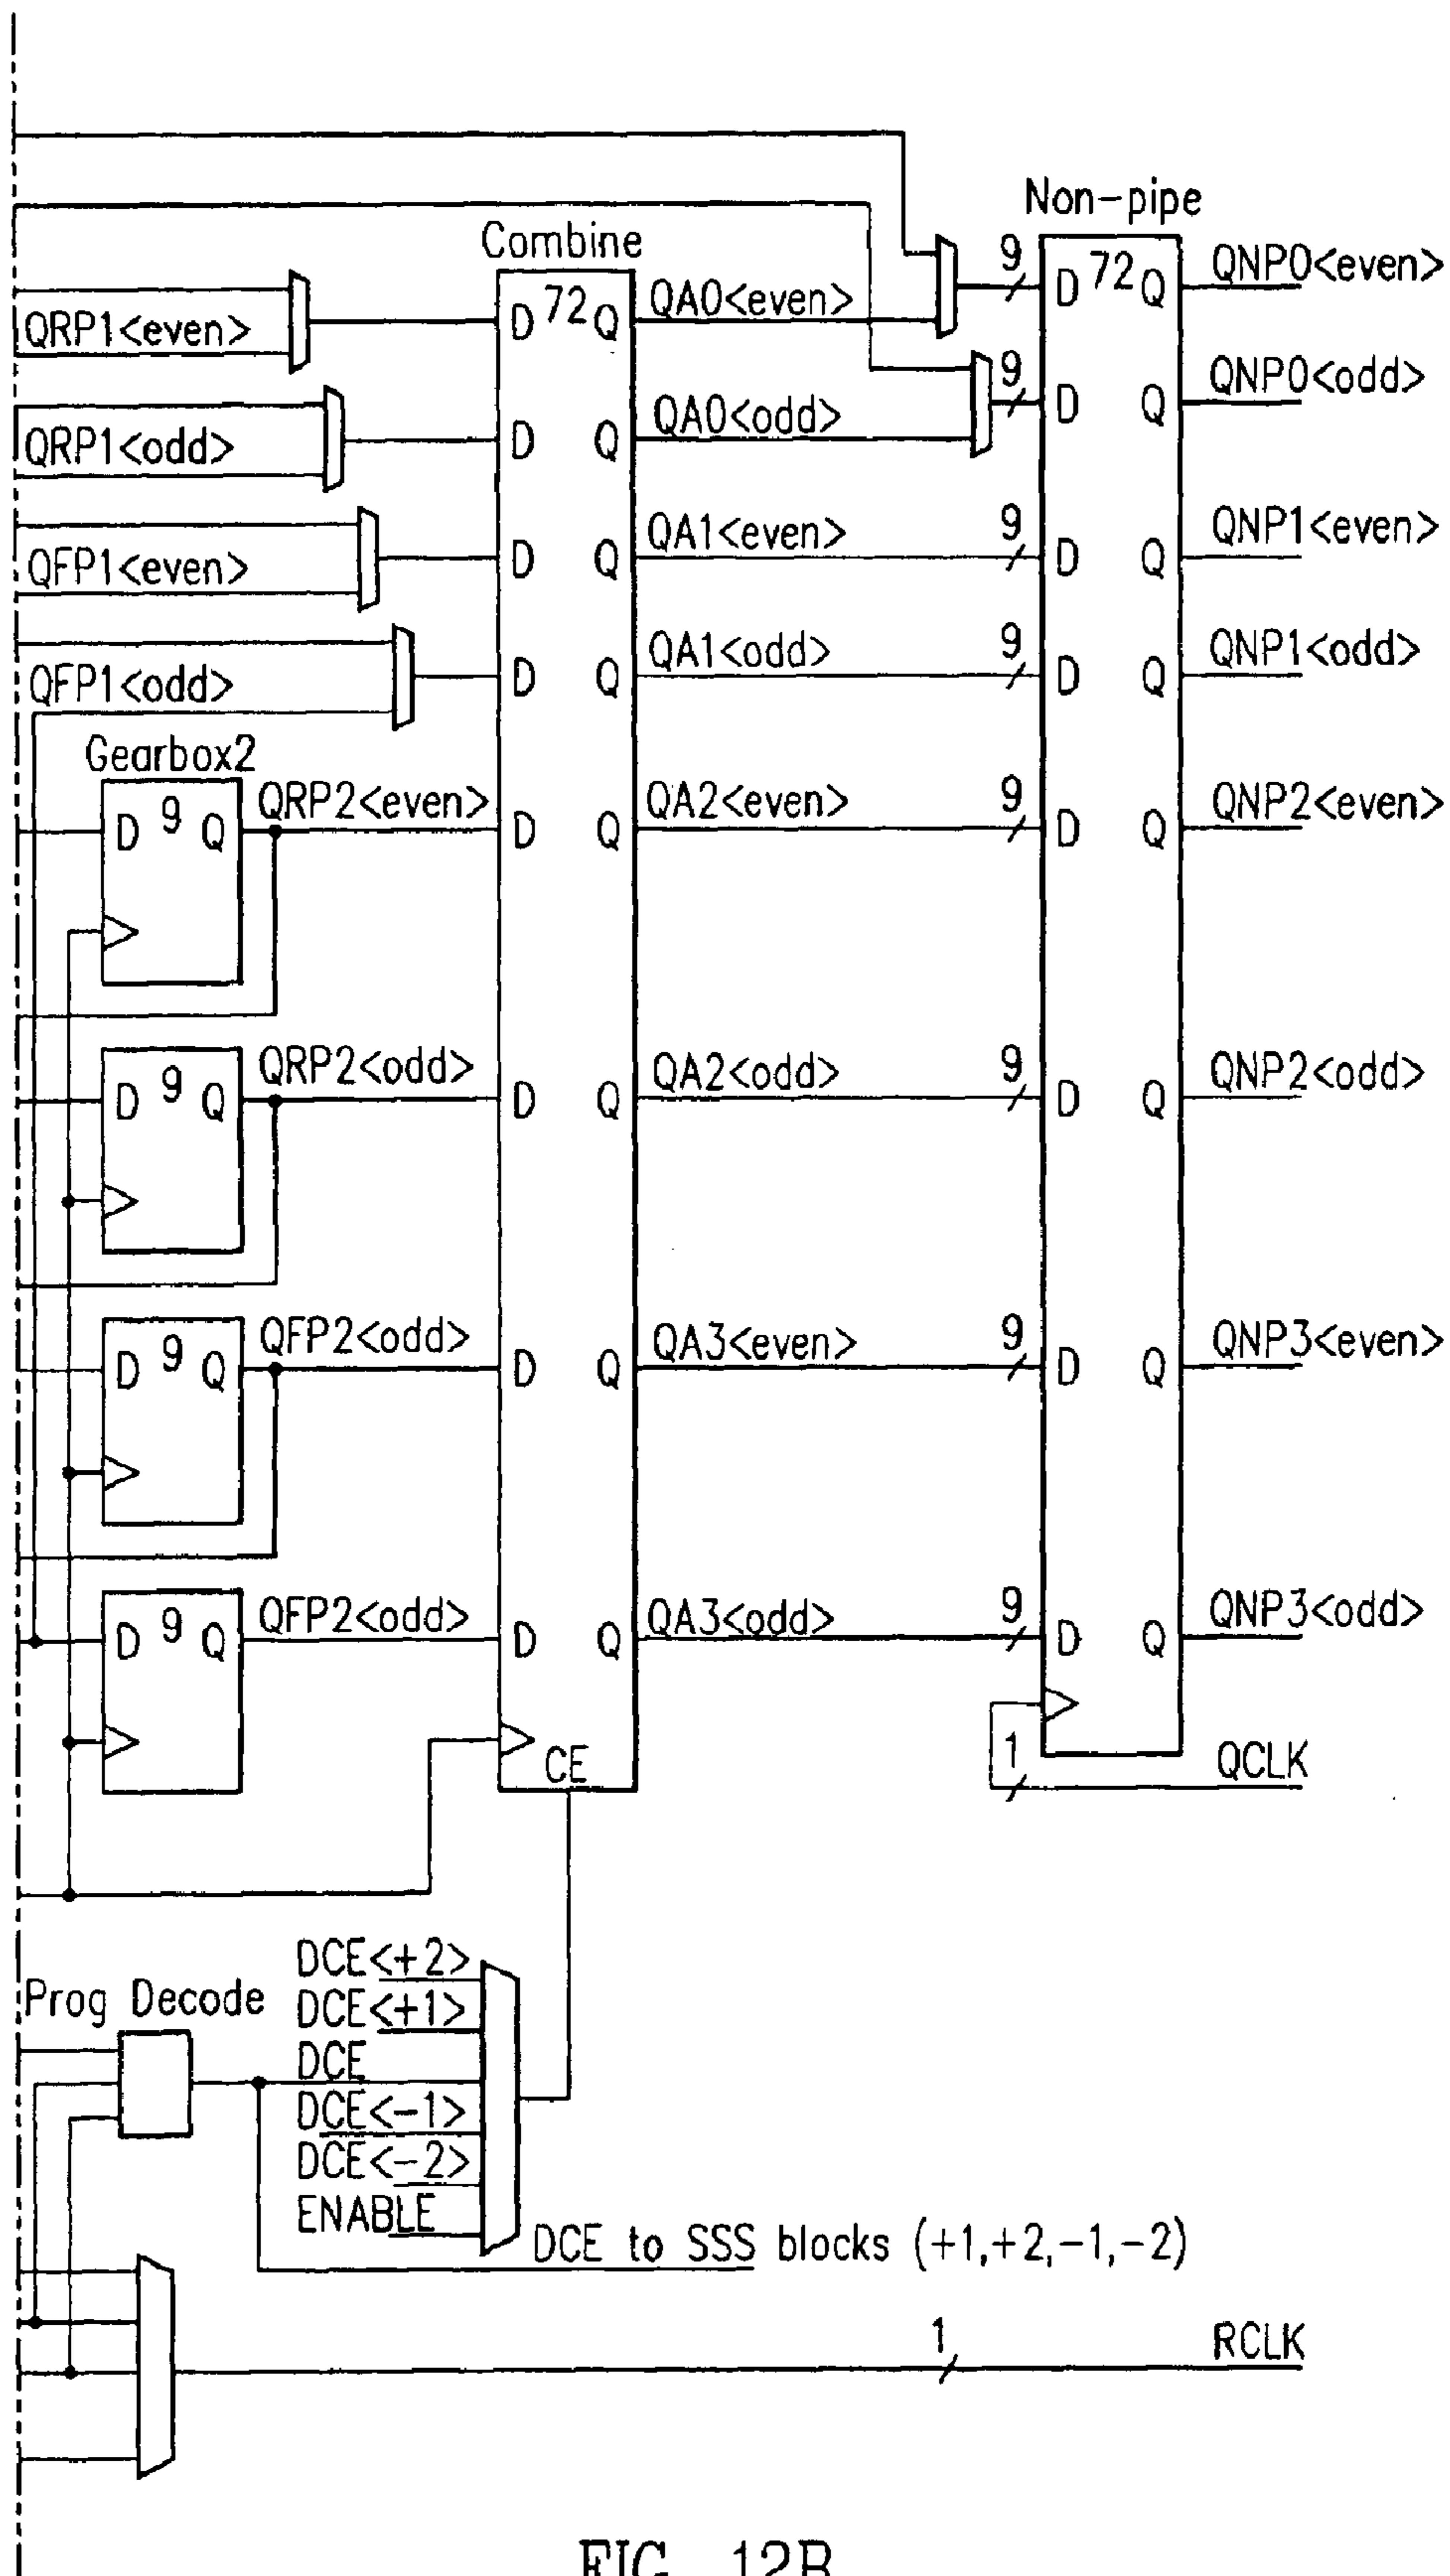 Non-pipe
Combine
9 D 72 Q QNP0<even>
QRP1<even> D 72 Q QA0<even>
9 D Q QNP0<odd>
QRP1<odd> D Q QA0<odd>
QFP1<even> D Q QA1<even> 9 D Q QNP1<even>
QFP1<odd> D Q QA1<odd> 9 D Q QNP1<odd>
Gearbox2
D 9 Q QRP2<even> D Q QA2<even> 9 D Q QNP2<even>
D 9 Q QRP2<odd> D Q QA2<odd> 9 D Q QNP2<odd>
D 9 Q QFP2<odd> D Q QA3<even> 9 D Q QNP3<even>
D 9 Q QFP2<odd> D Q QA3<odd> 9 D Q QNP3<odd>
CE 1 QCLK
DCE<+2>
Prog Decode
DCE<+1>
DCE
DCE<-1>
DCE<-2>
ENABLE
DCE to SSS blocks (+1,+2,-1,-2)
1 RCLK
FIG. 12B